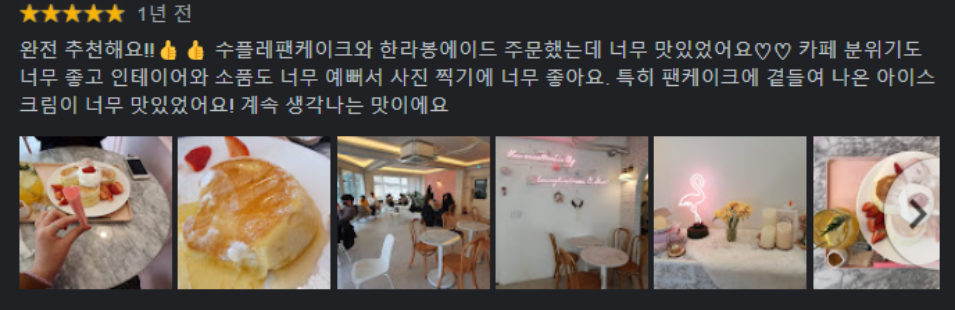 ★★★★★ 1년 전
완전 추천해요!!👍👍 수플레팬케이크와 한라봉에이드 주문했는데 너무 맛있었어요♡♡ 카페 분위기도
너무 좋고 인테이어와 소품도 너무 예뻐서 사진 찍기에 너무 좋아요. 특히 팬케이크에 곁들여 나온 아이스
크림이 너무 맛있었어요! 계속 생각나는 맛이에요